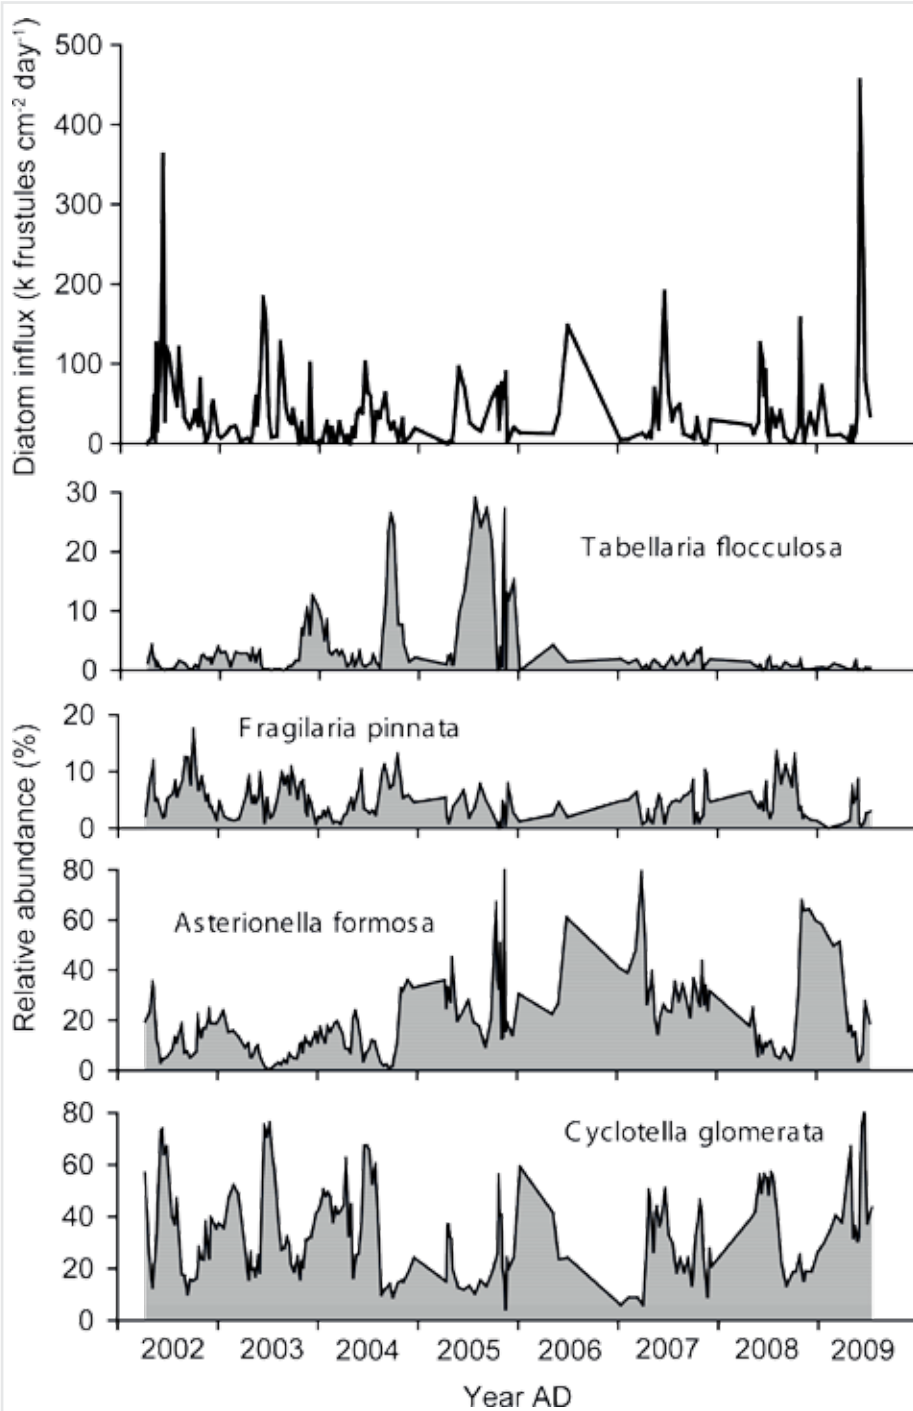 Diatom influx (k frustules cm⁻² day⁻¹)
500
400
300
200
100
0
30
20
10
0
Tabellaria flocculosa
Relative abundance (%)
20
10
0
Fragilaria pinnata
80
60
40
20
0
Asterionella formosa
80
60
40
20
0
Cyclotella glomerata
2002 2003 2004 2005 2006 2007 2008 2009
Year AD